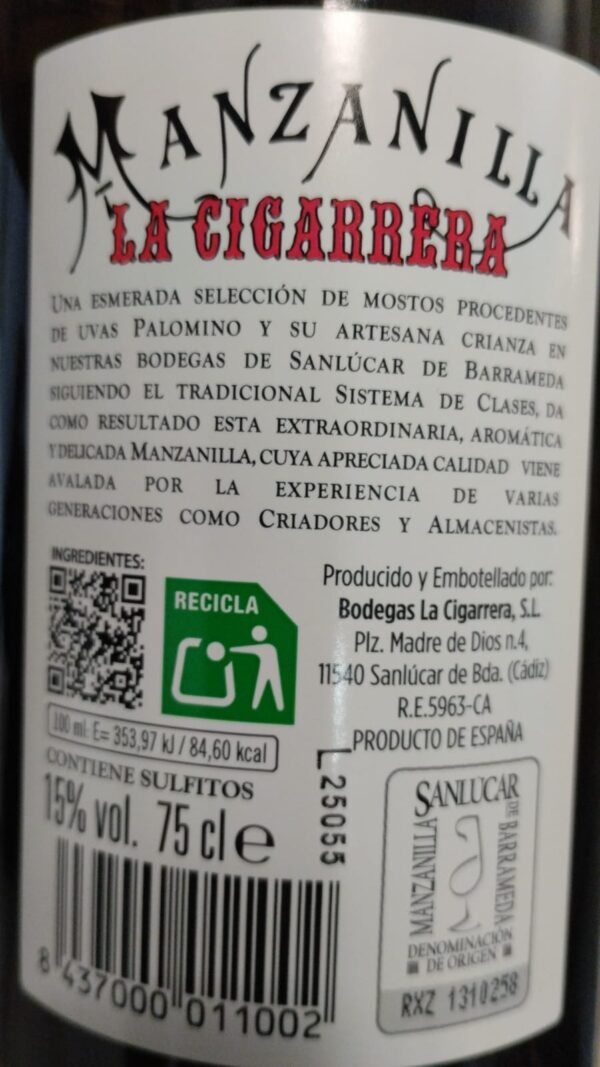 MANZANILLA
LA CIGARRERA
UNA ESMERADA SELECCIÓN DE MOSTOS PROCEDENTES
DE UVAS PALOMINO Y SU ARTESANA CRIANZA EN
NUESTRAS BODEGAS DE SANLÚCAR DE BARRAMEDA
SIGUIENDO EL TRADICIONAL SISTEMA DE CLASES, DA
COMO RESULTADO ESTA EXTRAORDINARIA, AROMÁTICA
Y DELICADA MANZANILLA, CUYA APRECIADA CALIDAD VIENE
AVALADA POR LA EXPERIENCIA DE VARIAS
GENERACIONES COMO CRIADORES Y ALMACENISTAS.
INGREDIENTES:
RECICLA
100 ml: E= 353,97 kJ / 84,60 kcal
CONTIENE SULFITOS
15% vol. 75 cl e
L 25055
8 437000 011002
Producido y Embotellado por:
Bodegas La Cigarrera, S.L.
Plz. Madre de Dios n.4,
11540 Sanlúcar de Bda. (Cádiz)
R.E.5963-CA
PRODUCTO DE ESPAÑA
MANZANILLA
SANLUCAR
DE BARRAMEDA
DENOMINACIÓN
DE ORIGEN
RXZ 1310258